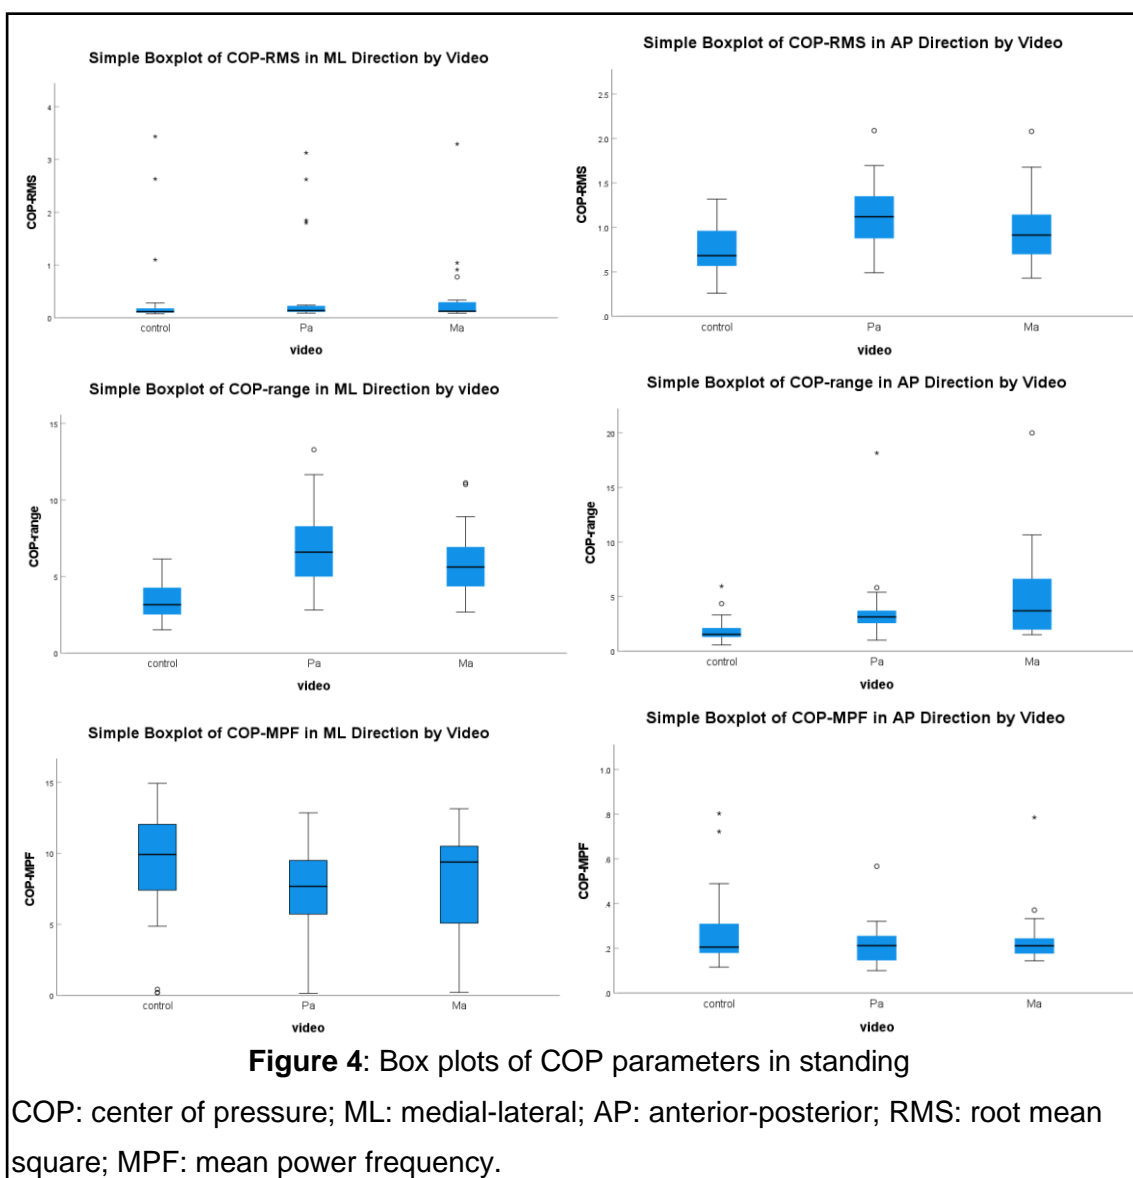 Simple Boxplot of COP-RMS in ML Direction by Video
4
3
2
1
0
COP-RMS
control
Pa
Ma
video
Simple Boxplot of COP-RMS in AP Direction by Video
2.5
2.0
1.5
1.0
.5
.0
COP-RMS
control
Pa
Ma
video
Simple Boxplot of COP-range in ML Direction by video
15
10
5
0
COP-range
control
Pa
Ma
video
Simple Boxplot of COP-range in AP Direction by Video
20
15
10
5
0
COP-range
control
Pa
Ma
video
Simple Boxplot of COP-MPF in ML Direction by Video
15
10
5
0
COP-MPF
control
Pa
Ma
video
Simple Boxplot of COP-MPF in AP Direction by Video
1.0
.8
.6
.4
.2
.0
COP-MPF
control
Pa
Ma
video
Figure 4: Box plots of COP parameters in standing
COP: center of pressure; ML: medial-lateral; AP: anterior-posterior; RMS: root mean
square; MPF: mean power frequency.